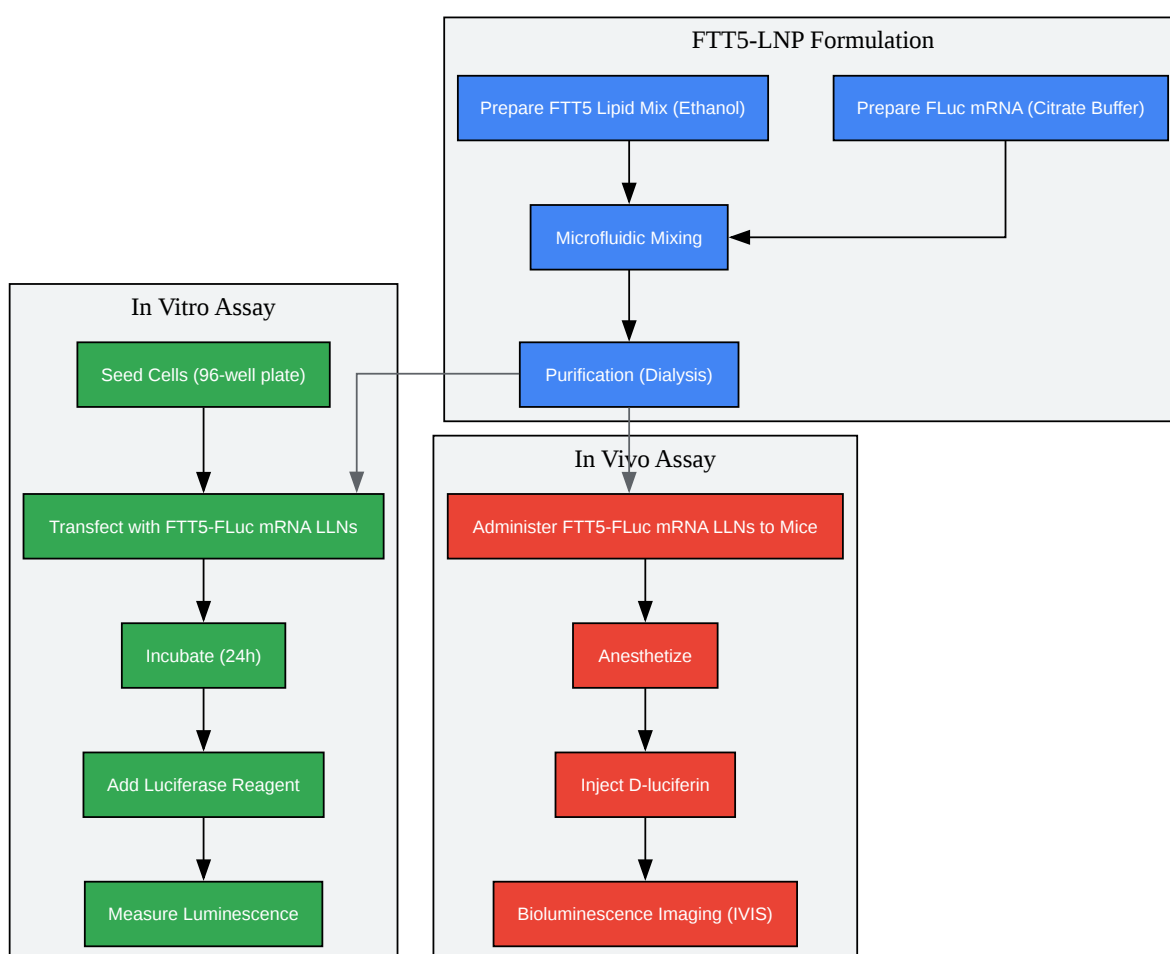 FTT5-LNP Formulation
Prepare FTT5 Lipid Mix (Ethanol)
Prepare FLuc mRNA (Citrate Buffer)
Microfluidic Mixing
Purification (Dialysis)
In Vitro Assay
Seed Cells (96-well plate)
Transfect with FTT5-FLuc mRNA LLNs
Incubate (24h)
Add Luciferase Reagent
Measure Luminescence
In Vivo Assay
Administer FTT5-FLuc mRNA LLNs to Mice
Anesthetize
Inject D-luciferin
Bioluminescence Imaging (IVIS)